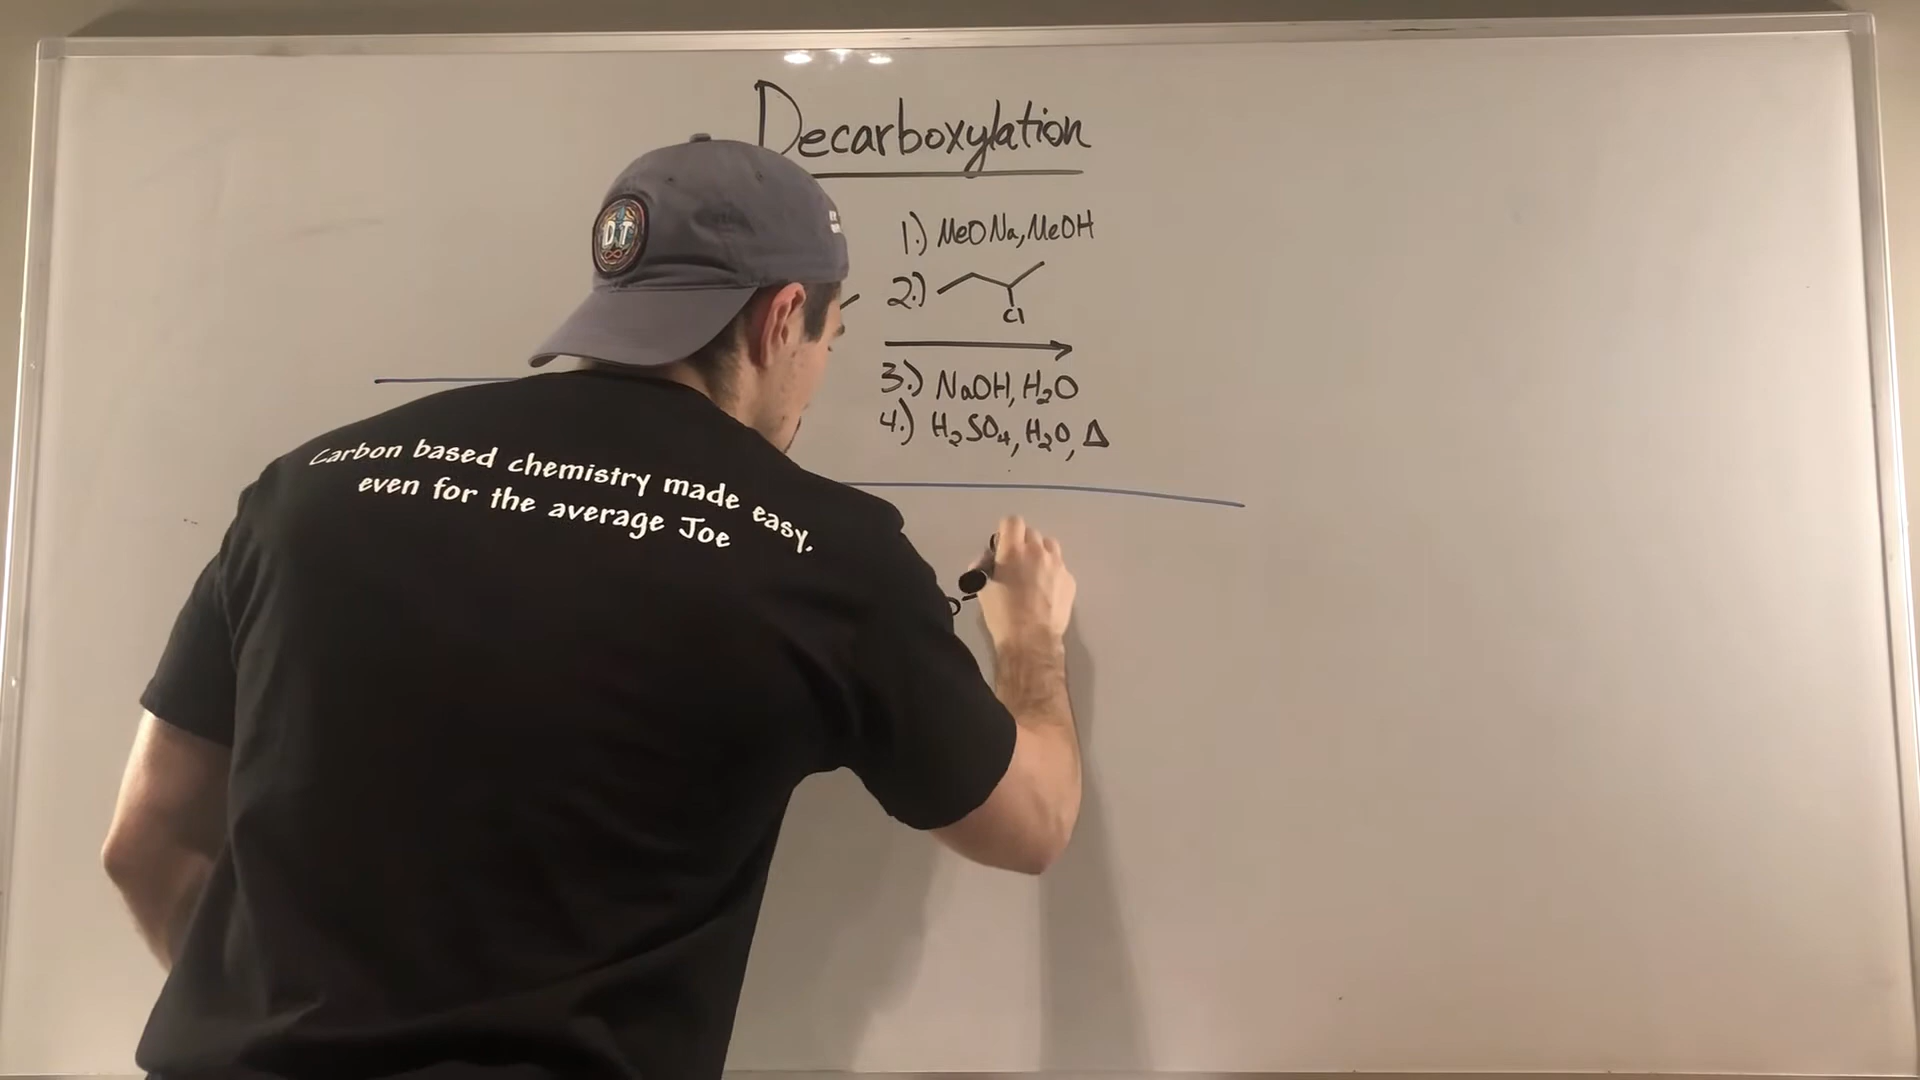 Decarboxylation
1.) MeONa, MeOH
2.)
Cl
3.) NaOH, H₂O
4.) H₂SO₄, H₂O, Δ
DT
Carbon based chemistry made easy,
even for the average Joe